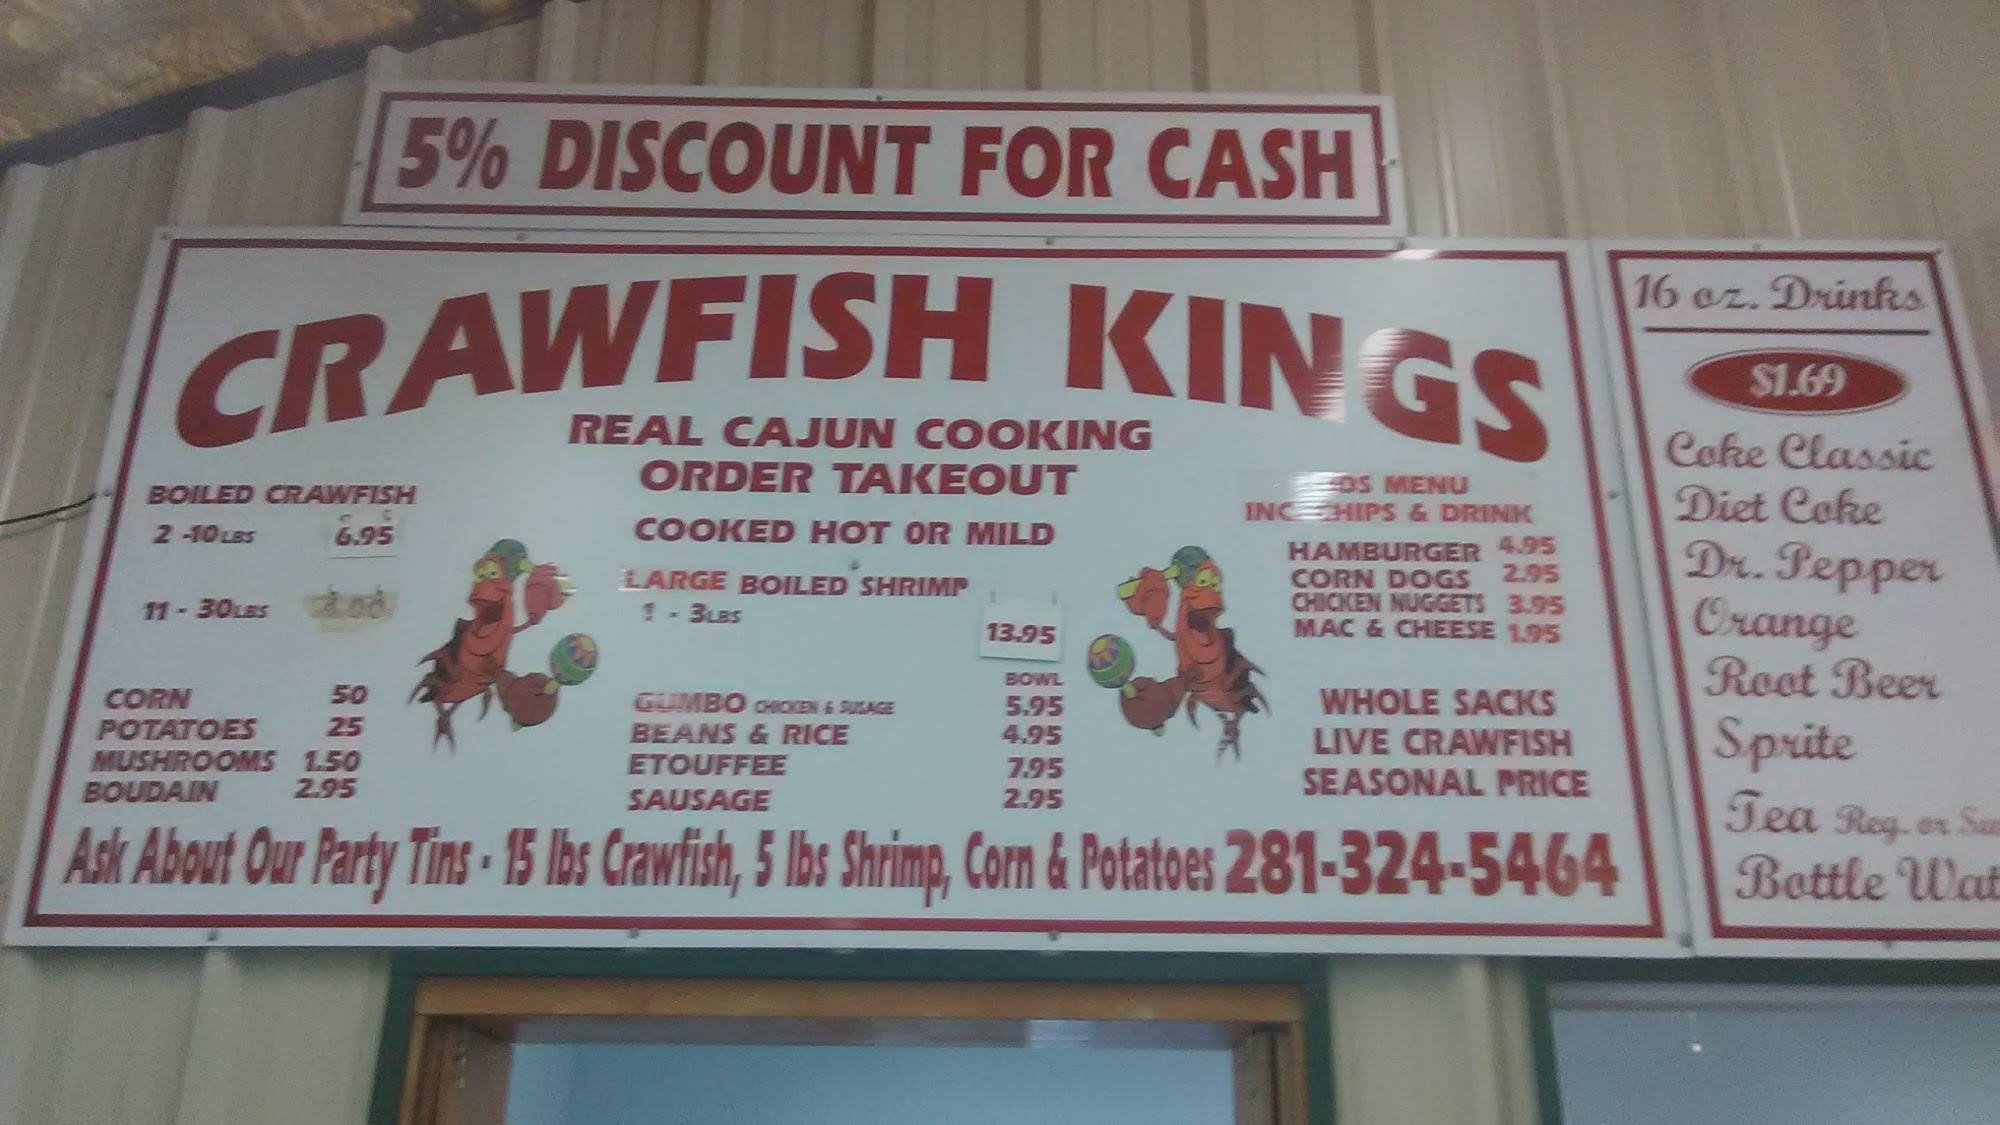 5% DISCOUNT FOR CASH
CRAWFISH KINGS
REAL CAJUN COOKING
ORDER TAKEOUT
COOKED HOT OR MILD
BOILED CRAWFISH
2 -10LBS 6.95
11 - 30LBS
CORN 50
POTATOES 25
MUSHROOMS 1.50
BOUDAIN 2.95
LARGE BOILED SHRIMP
1 - 3LBS 13.95
BOWL
GUMBO CHICKEN & SUSAGE 5.95
BEANS & RICE 4.95
ETOUFFEE 7.95
SAUSAGE 2.95
MENU
& DRINK
HAMBURGER 4.95
CORN DOGS 2.95
CHICKEN NUGGETS 3.95
MAC & CHEESE 1.95
WHOLE SACKS
LIVE CRAWFISH
SEASONAL PRICE
Ask About Our Party Tins - 15 lbs Crawfish, 5 lbs Shrimp, Corn & Potatoes 281-324-5464
16 oz. Drinks
$1.69
Coke Classic
Diet Coke
Dr. Pepper
Orange
Root Beer
Sprite
Tea Reg. or
Bottle